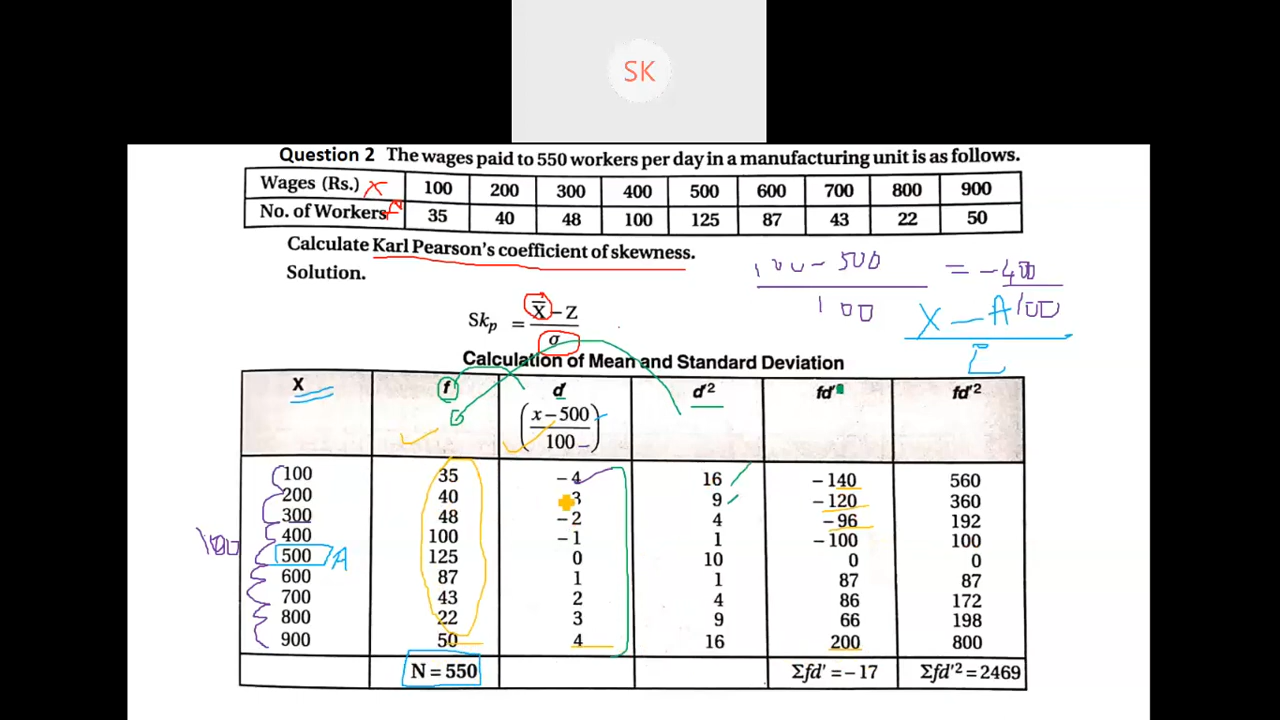 SK
Question 2 The wages paid to 550 workers per day in a manufacturing unit is as follows.
Wages (Rs.) X 100 200 300 400 500 600 700 800 900
No. of Workers 35 40 48 100 125 87 43 22 50
Calculate Karl Pearson's coefficient of skewness.
100 - 500 = -400
100 100
Solution.
X - A
Skp = X̄ - Z
σ
Calculation of Mean and Standard Deviation
X f d d'2 fd' fd'2
(x - 500
100)
100 35 -4 16 -140 560
200 40 3 9 -120 360
300 48 -2 4 -96 192
100 400 100 -1 1 -100 100
500 A 125 0 10 0 0
600 87 1 1 87 87
700 43 2 4 86 172
800 22 3 9 66 198
900 50 4 16 200 800
N = 550 Σfd' = -17 Σfd'2 = 2469